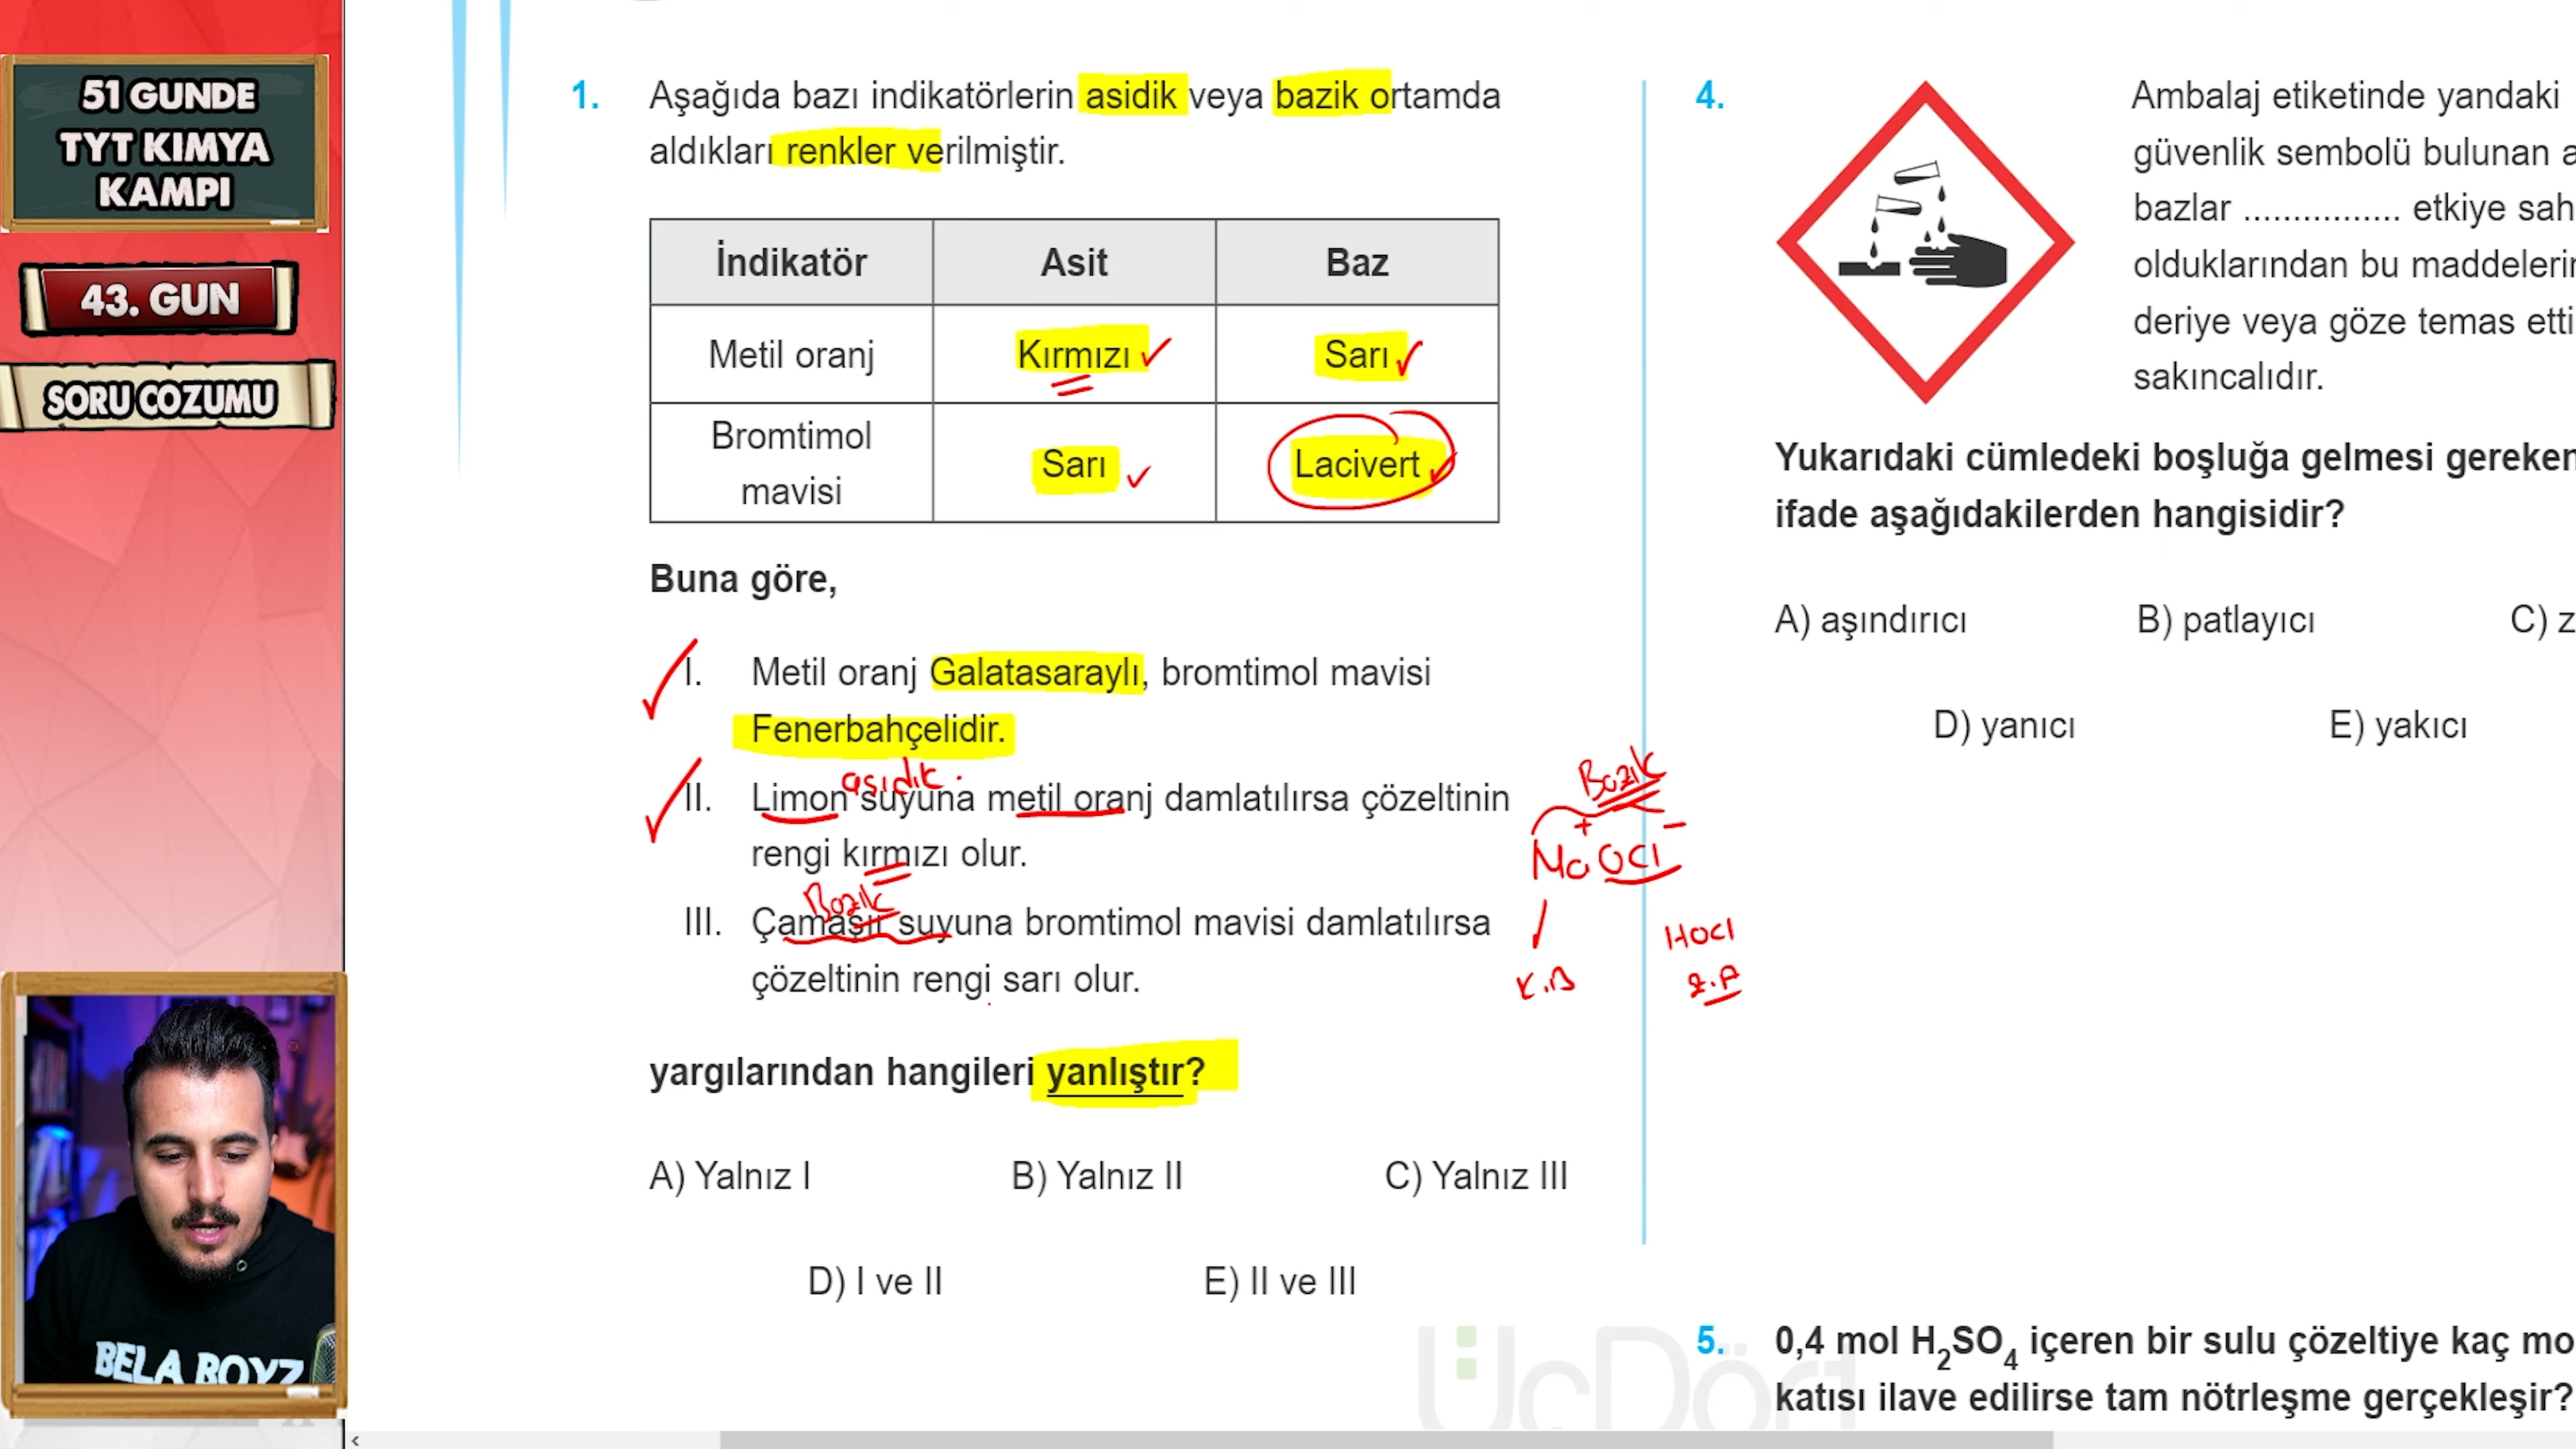 51 GUNDE
TYT KIMYA
KAMPI
43. GUN
SORU COZUMU
BELA BOYZ
1. Aşağıda bazı indikatörlerin asidik veya bazik ortamda
aldıkları renkler verilmiştir.
İndikatör Asit Baz
Metil oranj Kırmızı Sarı
Bromtimol
mavisi Sarı Lacivert
Buna göre,
I. Metil oranj Galatasaraylı, bromtimol mavisi
Fenerbahçelidir.
asidik
II. Limon suyuna metil oranj damlatılırsa çözeltinin
rengi kırmızı olur.
Bazik
III. Çamaşır suyuna bromtimol mavisi damlatılırsa
çözeltinin rengi sarı olur.
Bazik
+ -
NaOCl
K.B
HOCl
Z.A
yargılarından hangileri yanlıştır?
A) Yalnız I B) Yalnız II C) Yalnız III
D) I ve II E) II ve III
ÜçDört
4. Ambalaj etiketinde yandaki
güvenlik sembolü bulunan a
bazlar ................ etkiye sah
olduklarından bu maddelerin
deriye veya göze temas etti
sakıncalıdır.
Yukarıdaki cümledeki boşluğa gelmesi gereken
ifade aşağıdakilerden hangisidir?
A) aşındırıcı B) patlayıcı C) z
D) yanıcı E) yakıcı
5. 0,4 mol H₂SO₄ içeren bir sulu çözeltiye kaç mo
katısı ilave edilirse tam nötrleşme gerçekleşir?